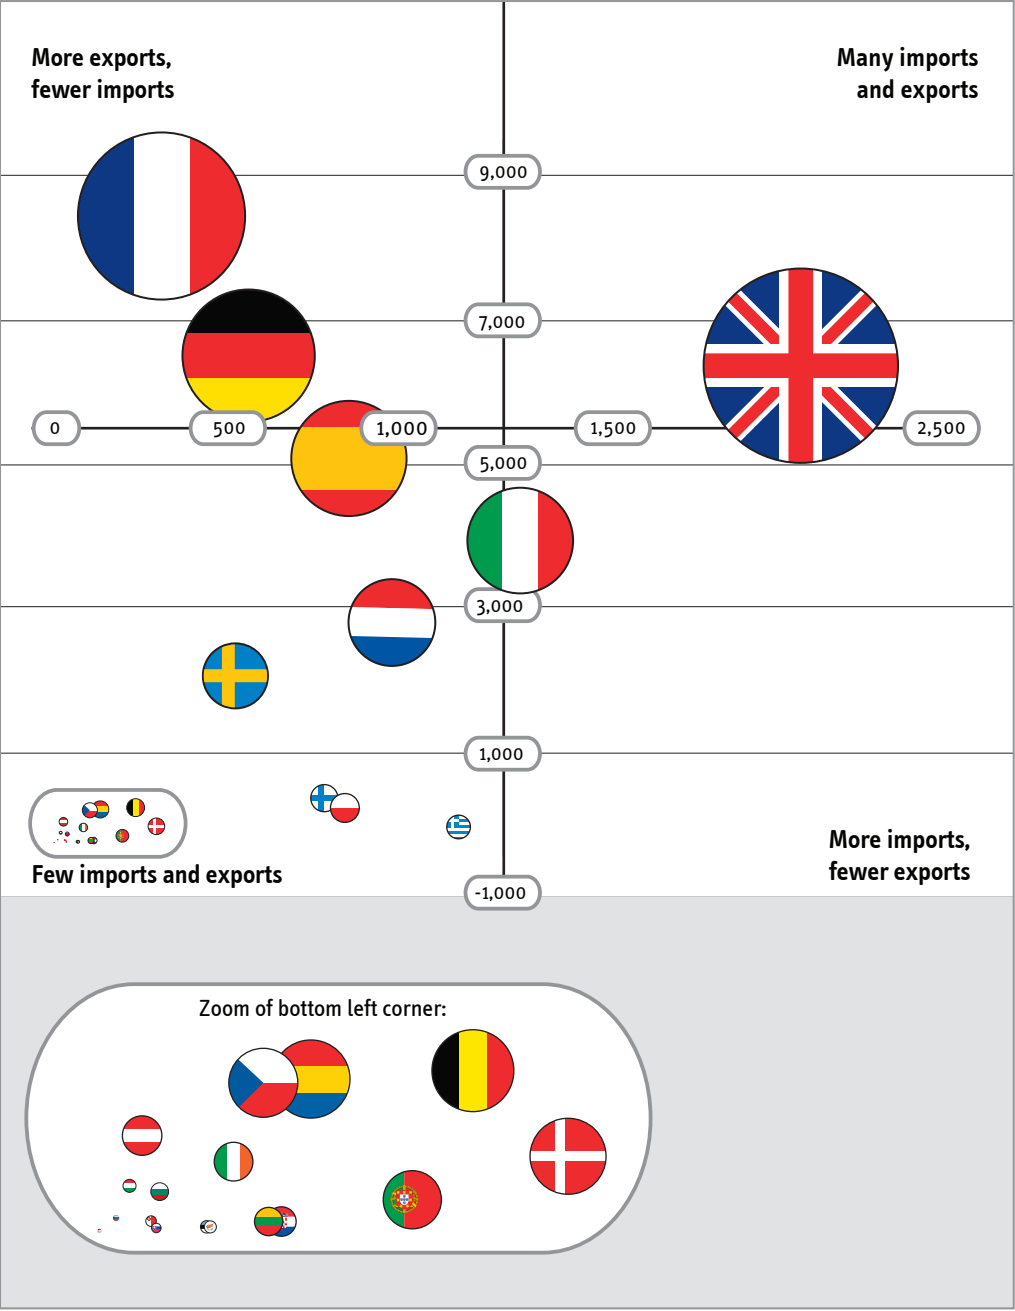 More exports,
fewer imports
Many imports
and exports
9,000
7,000
0
500
1,000
1,500
2,500
5,000
3,000
1,000
More imports,
fewer exports
Few imports and exports
-1,000
Zoom of bottom left corner: